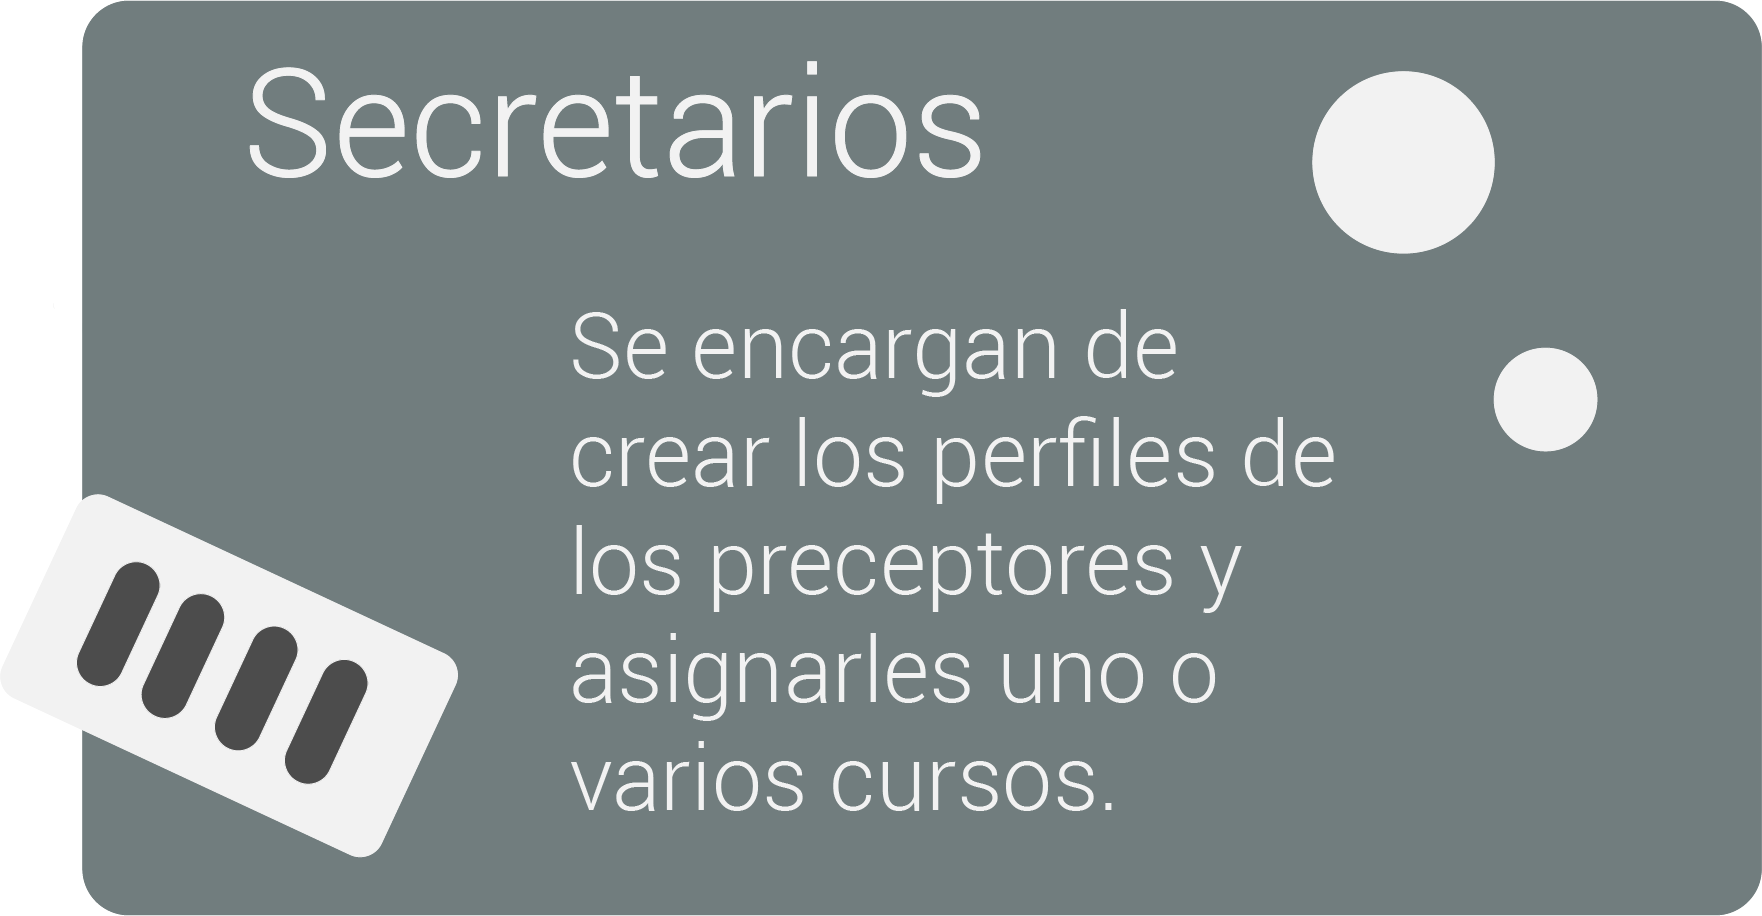 Secretarios
Se encargan de
crear los perfiles de
los preceptores y
asignarles uno o
varios cursos.